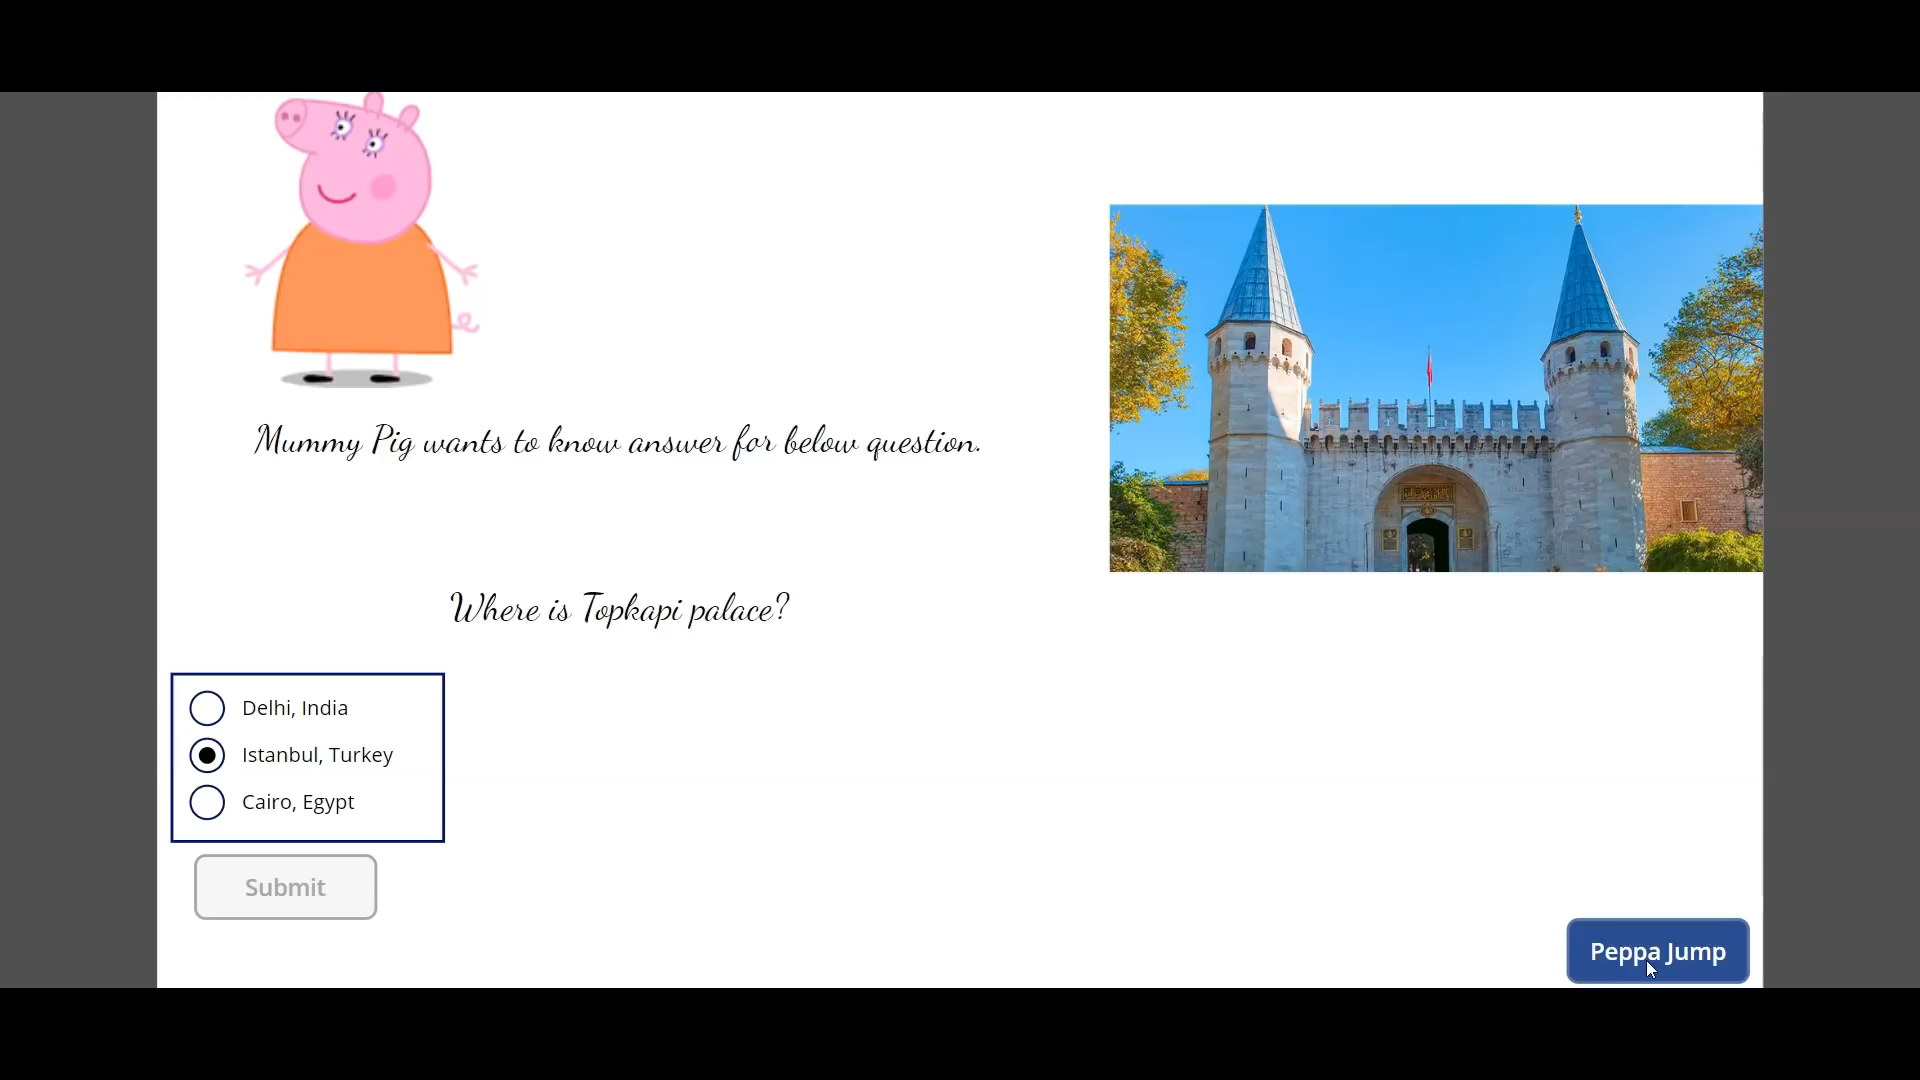 Mummy Pig wants to know answer for below question.
Where is Topkapi palace?
Delhi, India
Istanbul, Turkey
Cairo, Egypt
Submit
Peppa Jump